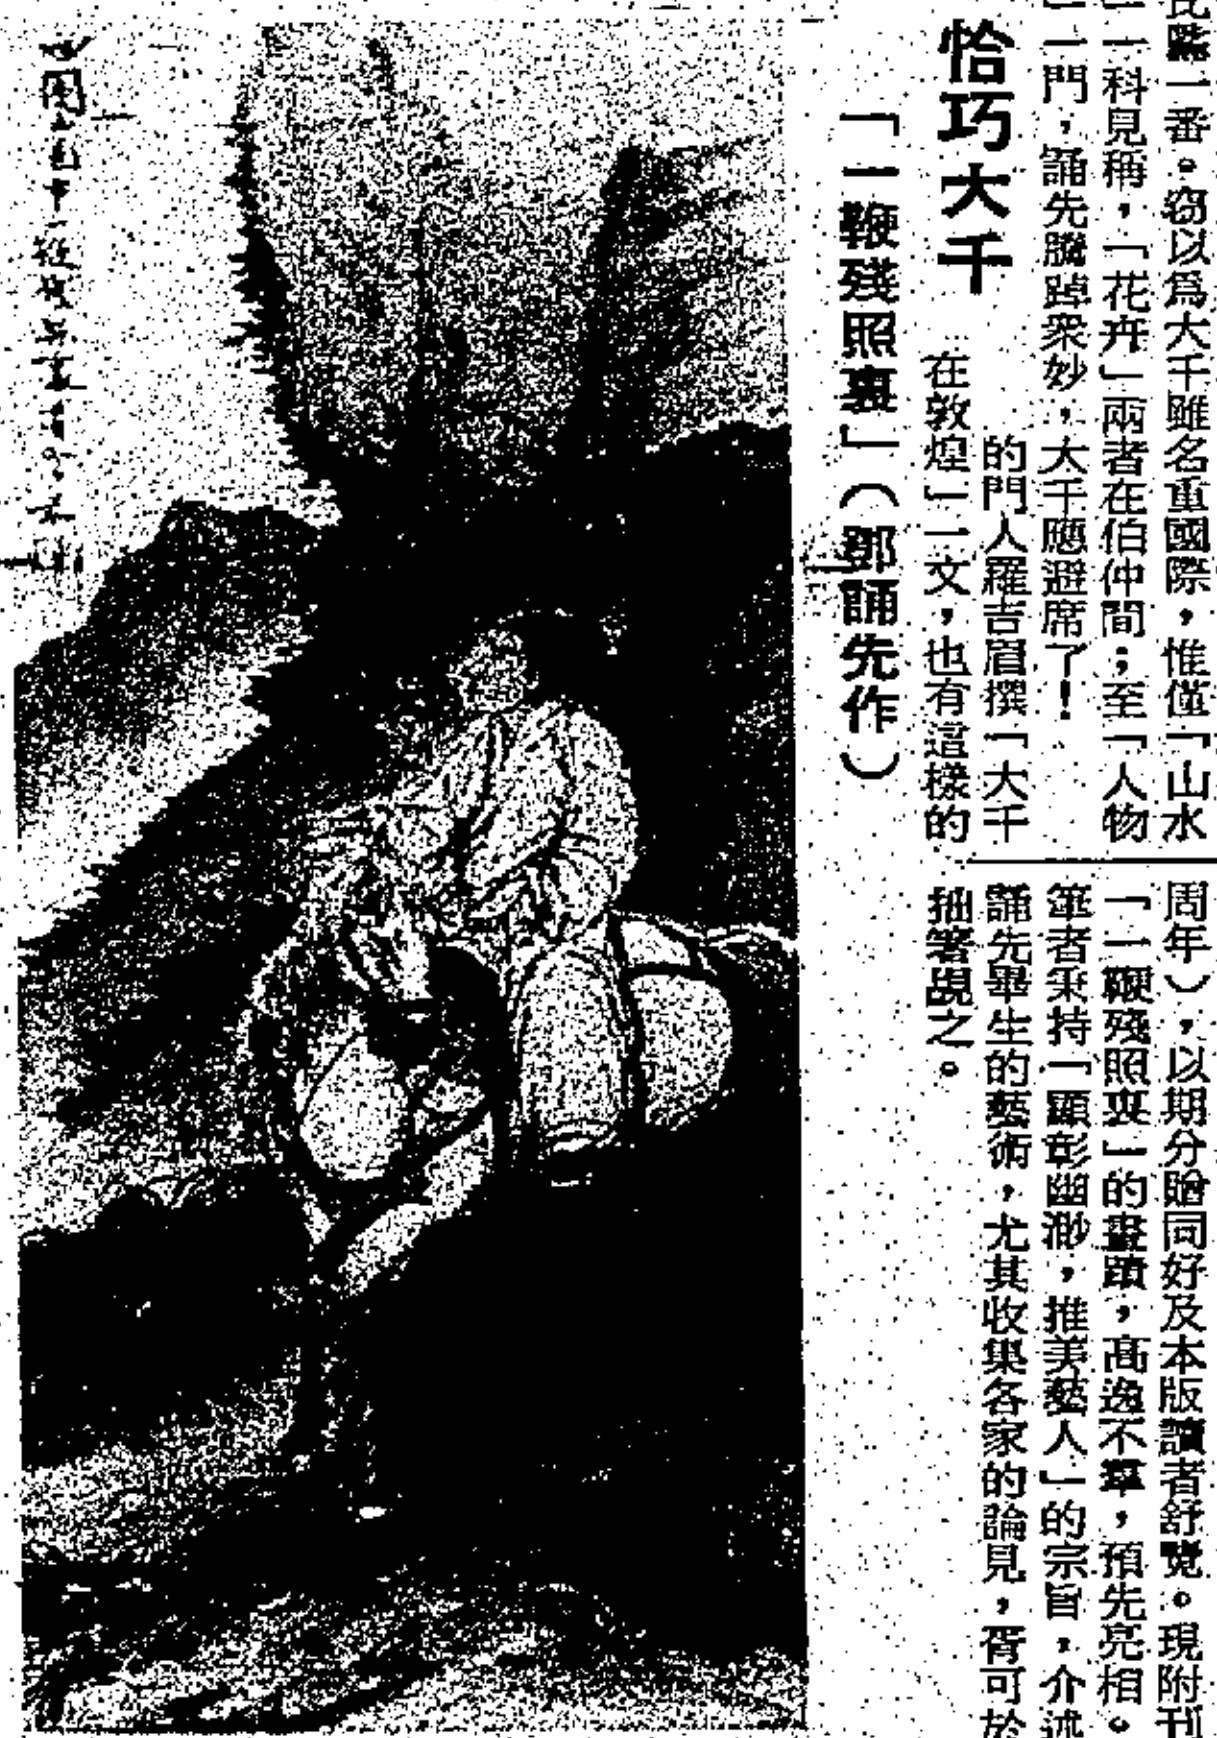 一番。竊以爲大千雖名重國際，惟僅「山水
一科見稱，「花卉」兩者在伯仲間；至「人物
」一門，誦先騰踔衆妙，大千應避席了！
恰巧大千
的門人羅吉眉撰「大千
在敦煌」一文，也有這樣的
「一鞭殘照裏」（鄧誦先作）
周年），以期分贈同好及本版讀者舒覽。現附刊
「一鞭殘照裏」的畫蹟，高逸不羣，預先亮相。
筆者秉持「顯彰幽渺，推美藝人」的宗旨，介述
誦先畢生的藝術，尤其收集各家的論見，胥可於
抽箸覘之。